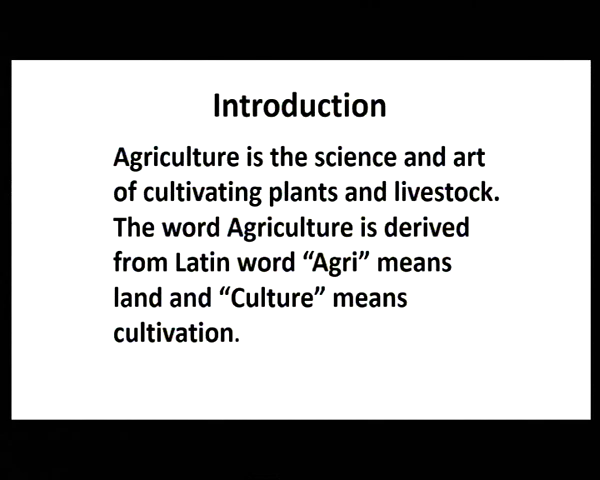 Introduction
Agriculture is the science and art
of cultivating plants and livestock.
The word Agriculture is derived
from Latin word “Agri” means
land and “Culture” means
cultivation.